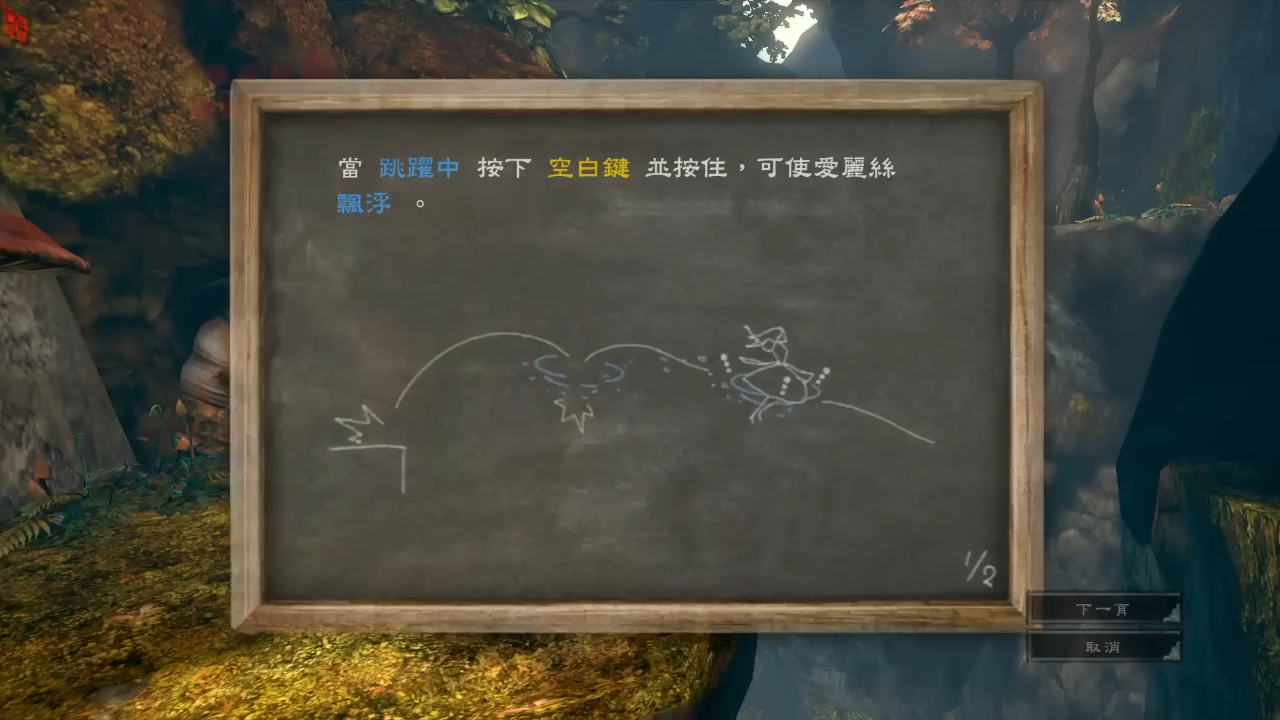 當 跳躍中 按下 空白鍵 並按住，可使愛麗絲
飄浮 。
1/2
下一頁
取消